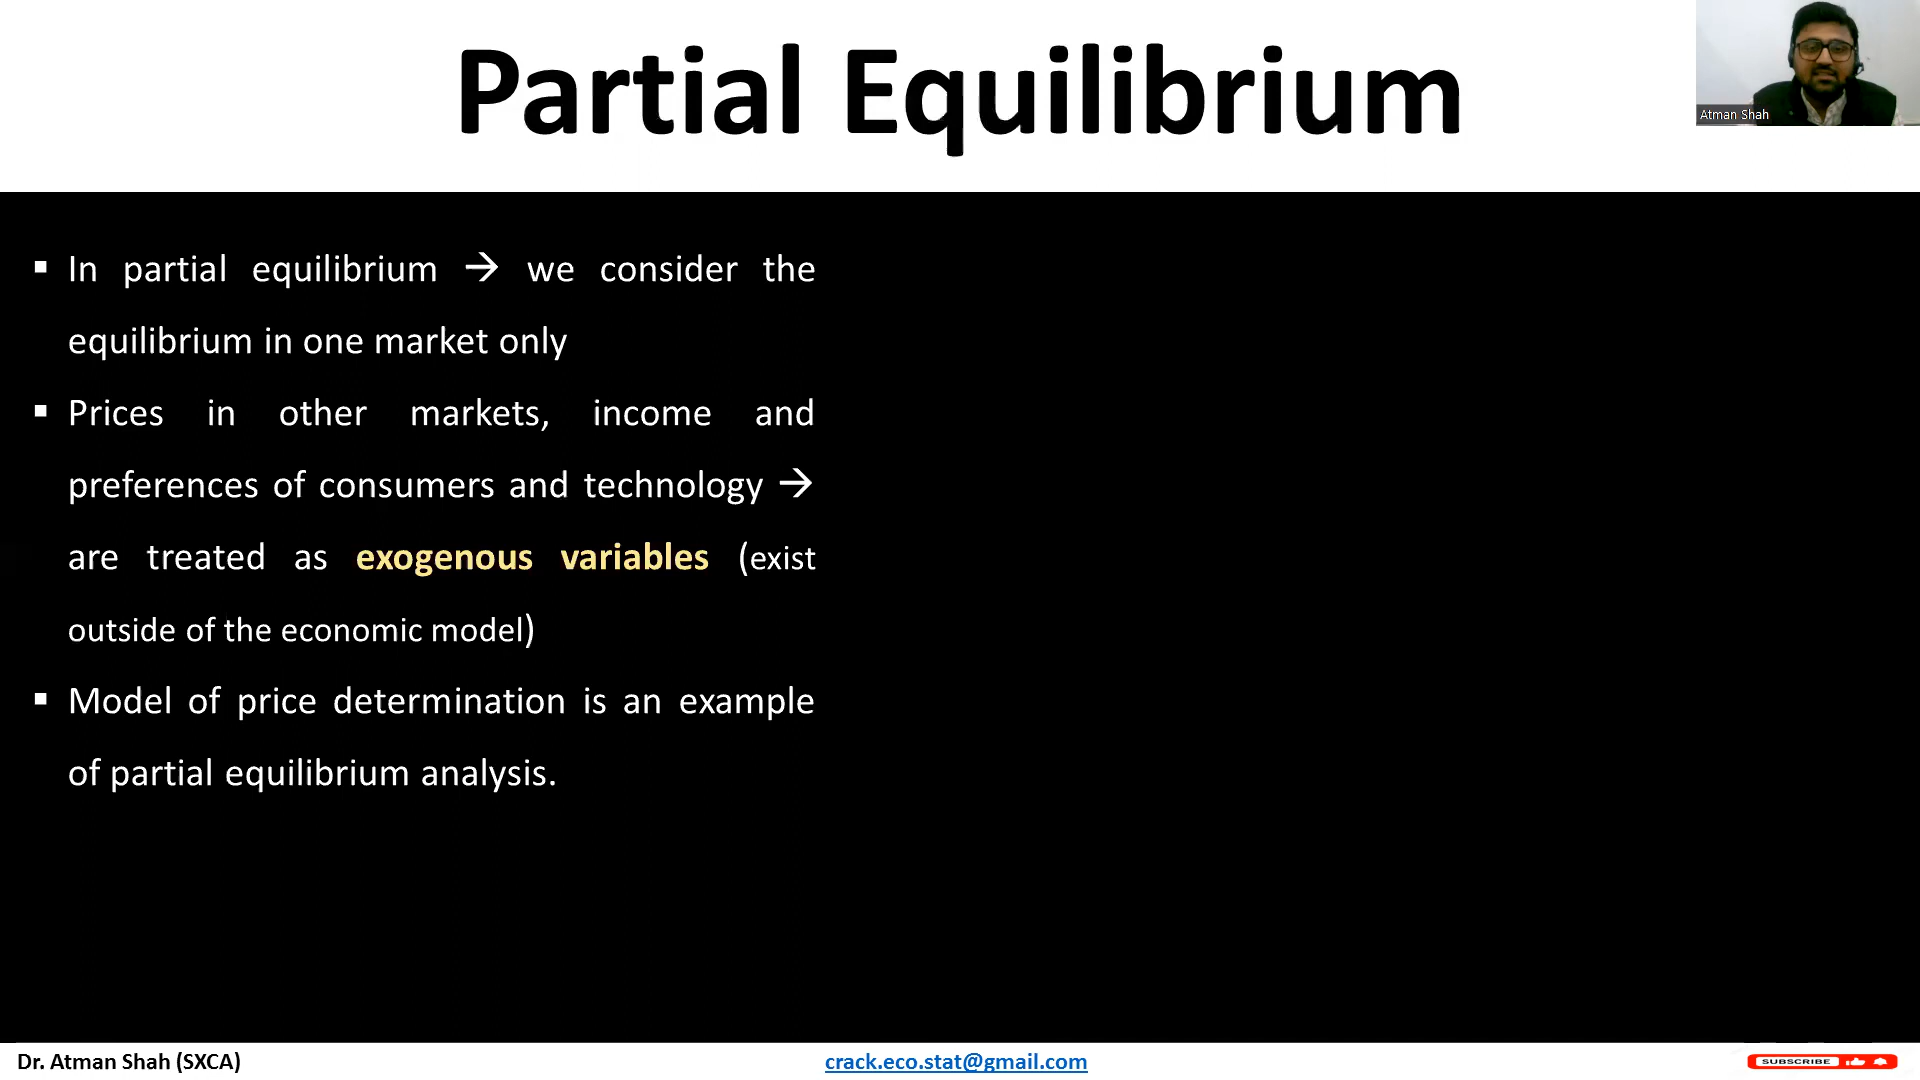 Partial Equilibrium
Atman Shah
▪ In partial equilibrium → we consider the
equilibrium in one market only
▪ Prices in other markets, income and
preferences of consumers and technology →
are treated as exogenous variables (exist
outside of the economic model)
▪ Model of price determination is an example
of partial equilibrium analysis.
Dr. Atman Shah (SXCA)
crack.eco.stat@gmail.com
SUBSCRIBE